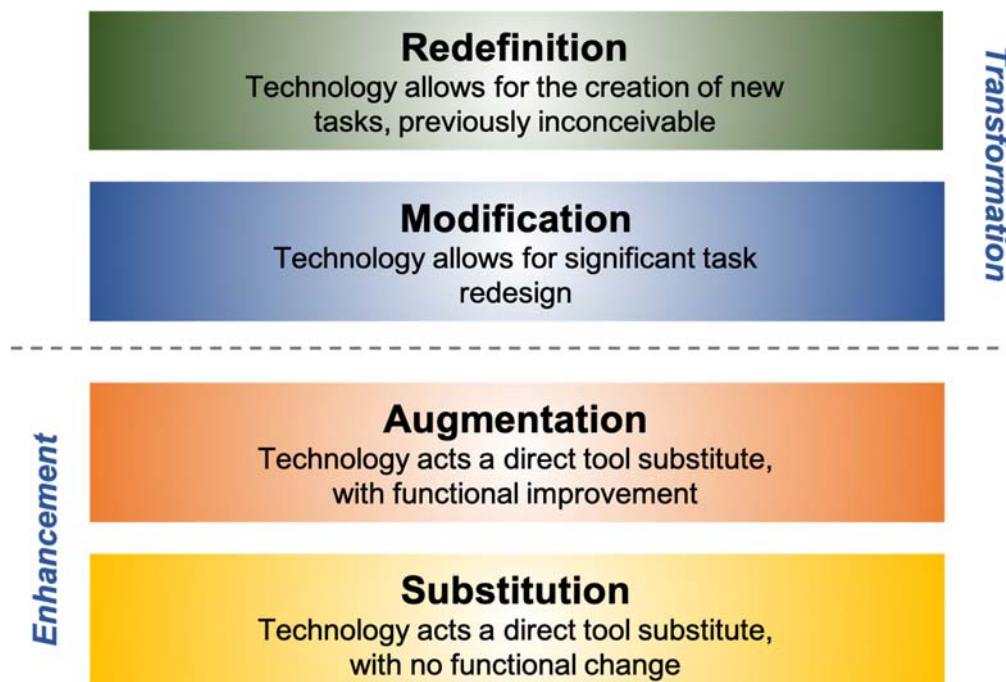 Redefinition
Technology allows for the creation of new
tasks, previously inconceivable
Transformation
Modification
Technology allows for significant task
redesign
Augmentation
Technology acts a direct tool substitute,
with functional improvement
Enhancement
Substitution
Technology acts a direct tool substitute,
with no functional change